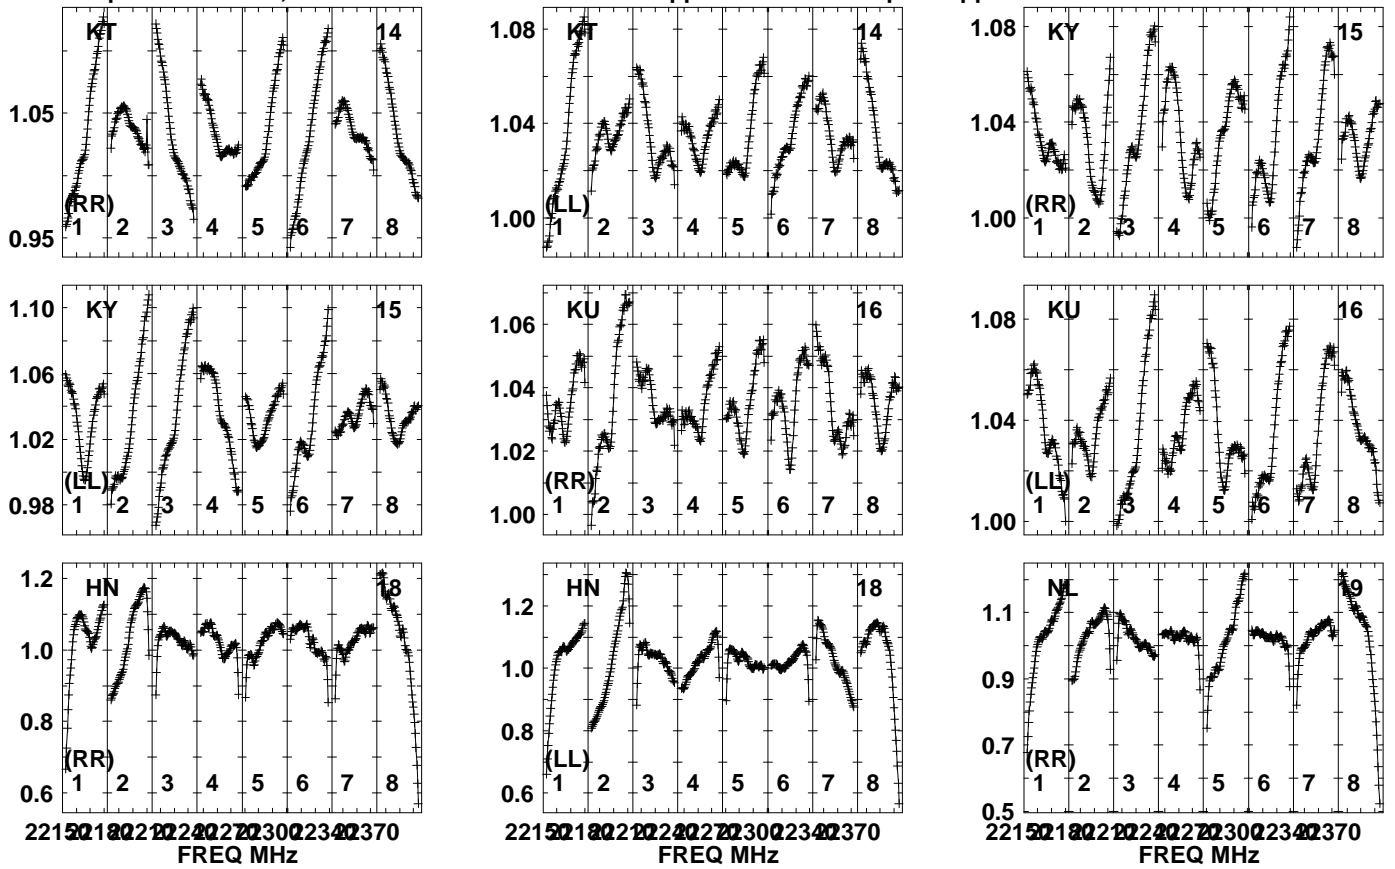 KT 14
1.05
0.95
(RR)
1 2 3 4 5 6 7 8
KT 14
1.08
1.04
1.00
(LL)
1 2 3 4 5 6 7 8
KY 15
1.08
1.04
1.00
(RR)
1 2 3 4 5 6 7 8
KY 15
1.10
1.06
1.02
0.98
(LL)
1 2 3 4 5 6 7 8
KU 16
1.06
1.04
1.02
1.00
(RR)
1 2 3 4 5 6 7 8
KU 16
1.08
1.04
1.00
(LL)
1 2 3 4 5 6 7 8
HN 18
1.2
1.0
0.8
0.6
(RR)
1 2 3 4 5 6 7 8
FREQ MHz
HN 18
1.2
1.0
0.8
0.6
(LL)
1 2 3 4 5 6 7 8
NL 19
1.1
0.9
0.7
0.5
(RR)
1 2 3 4 5 6 7 8
FREQ MHz